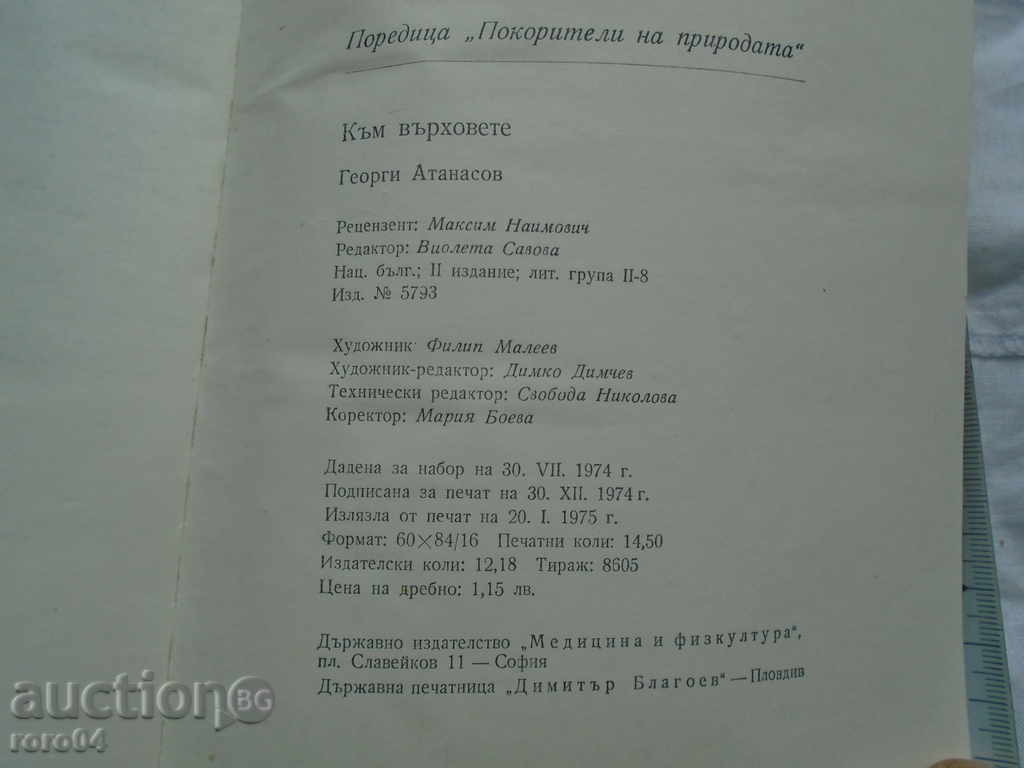 Поредица „Покорители на природата“
Към върховете
Георги Атанасов
Рецензент: Максим Наимович
Редактор: Виолета Савова
Нац. бълг.; II издание; лит. група II-8
Изд. № 5793
Художник: Филип Малеев
Художник-редактор: Димко Димчев
Технически редактор: Свобода Николова
Коректор: Мария Боева
Дадена за набор на 30. VII. 1974 г.
Подписана за печат на 30. XII. 1974 г.
Излязла от печат на 20. I. 1975 г.
Формат: 60×84/16 Печатни коли: 14,50
Издателски коли: 12,18 Тираж: 8605
Цена на дребно: 1,15 лв.
Държавно издателство „Медицина и физкултура“,
пл. Славейков 11 — София
Държавна печатница „Димитър Благоев“ — Пловдив
auction BG
roro04